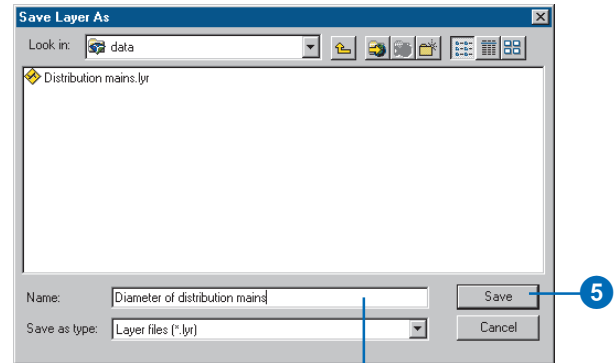 Save Layer As
Look in: data
Distribution mains.lyr
Name: Diameter of distribution mains Save 5
Save as type: Layer files (*.lyr) Cancel